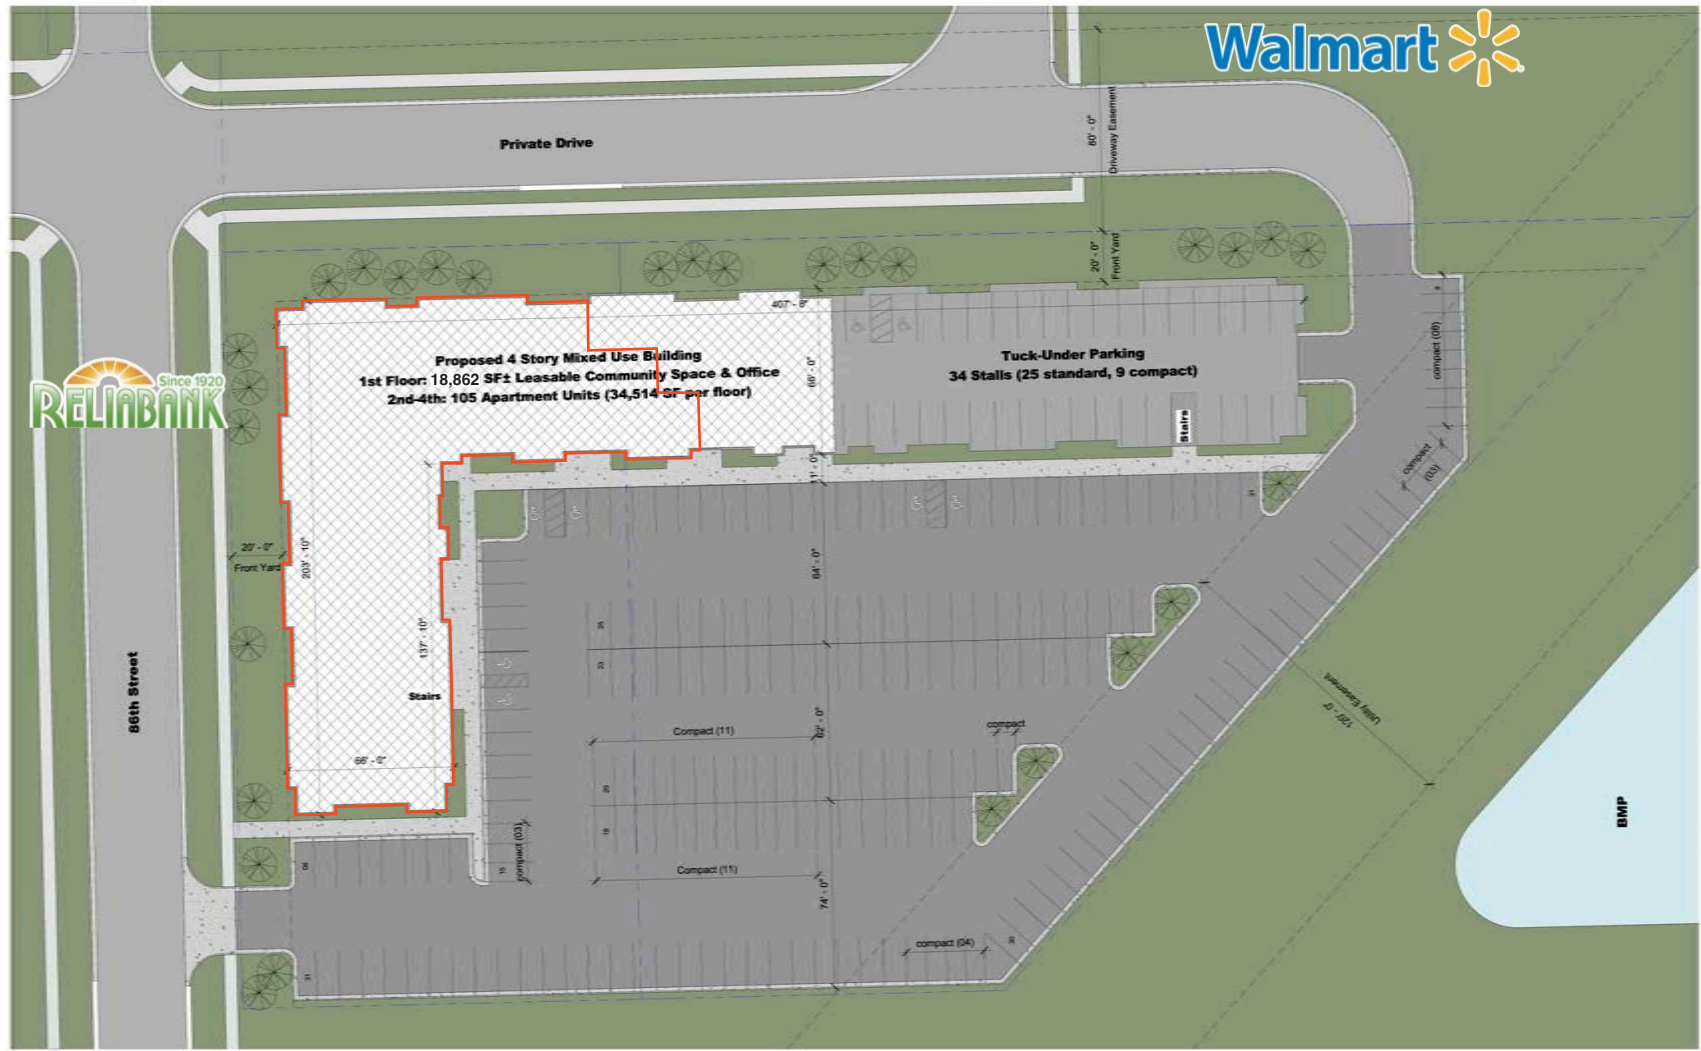 Walmart
Private Drive
80' - 0"
Driveway Easement
20' - 0"
Front Yard
407' - 8"
Proposed 4 Story Mixed Use Building
1st Floor: 18,862 SF± Leasable Community Space & Office
2nd-4th: 105 Apartment Units (34,514 SF per floor)
Tuck-Under Parking
34 Stalls (25 standard, 9 compact)
Stairs
compact (08)
compact
(03)
Since 1920
RELIABANK
11' - 0"
31
20' - 0"
Front Yard
203' - 10"
137' - 10"
64' - 0"
Stairs
86th Street
66' - 0"
Compact (11)
62' - 0"
compact
Utility Easement
120' - 0"
BMP
compact (03)
15
Compact (11)
74' - 0"
compact (04)
30
31